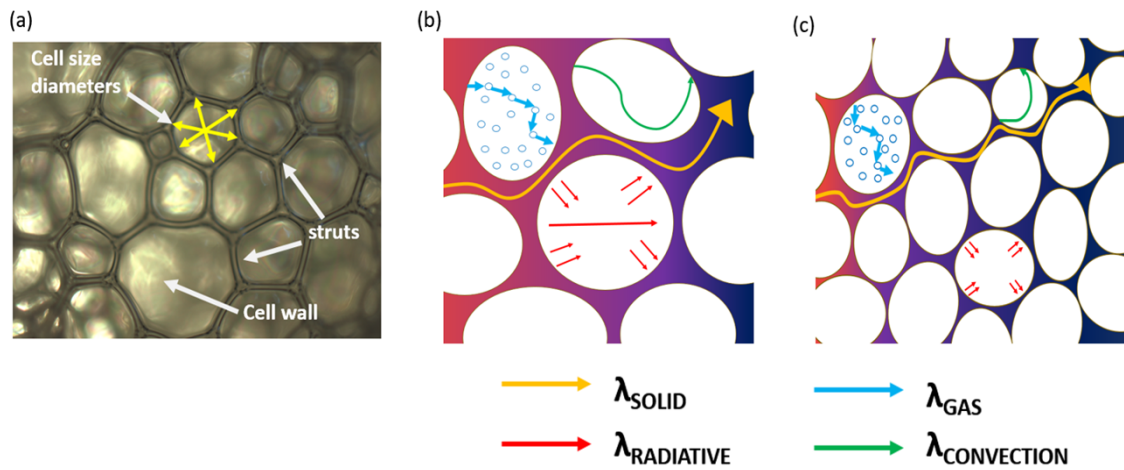 (a)
Cell size
diameters
struts
Cell wall
(b)
(c)
λSOLID
λGAS
λRADIATIVE
λCONVECTION